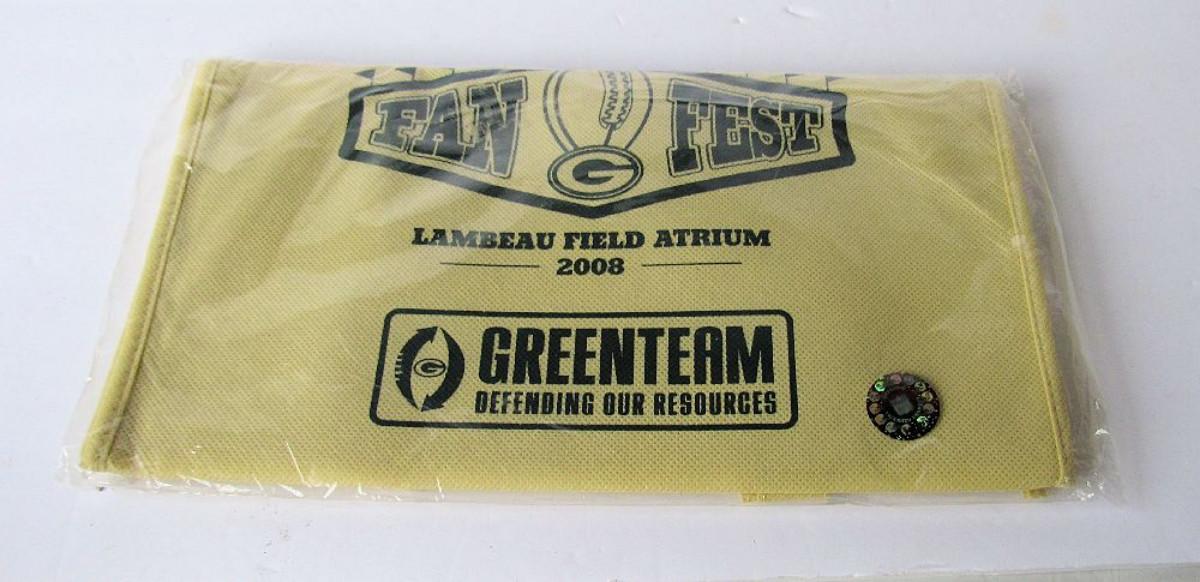 FAN FEST
G
LAMBEAU FIELD ATRIUM
2008
G GREENTEAM
DEFENDING OUR RESOURCES